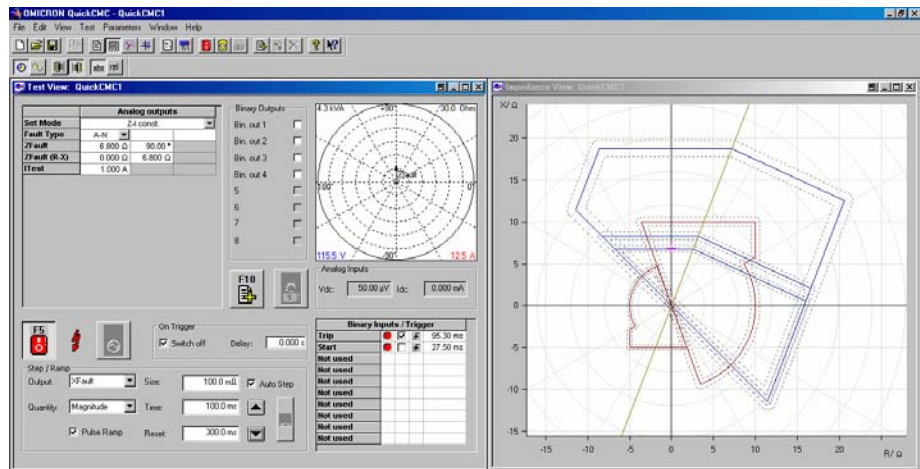 OMICRON QuickCMC - QuickCMC1
File Edit View Test Parameters Window Help
abs rel
Test View: QuickCMC1
Analog outputs
Set Mode Z-I const.
Fault Type A-N
ZFault 6.800 Ω 90.00 °
ZFault (R-X) 0.000 Ω 6.800 Ω
ITest 1.000 A
Binary Outputs
Bin. out 1
Bin. out 2
Bin. out 3
Bin. out 4
5
6
7
8
4.3 kVA +90° 30.0 Ohm
180° ZFault 0°
115.5 V -90° 12.5 A
F10
Analog Inputs
Vdc: 50.00 µV Idc: 0.000 mA
F5
On Trigger
Switch off Delay: 0.000 s
Step / Ramp
Output: XFault Size: 100.0 mΩ Auto Step
Quantity: Magnitude Time: 100.0 ms
Pulse Ramp Reset: 300.0 ms
Binary Inputs / Trigger
Trip 95.30 ms
Start 27.50 ms
Not used
Not used
Not used
Not used
Not used
Not used
Not used
Not used
Impedance View: QuickCMC1
X/Ω
20
15
10
5
0
-5
-10
-15
-15 -10 -5 0 5 10 15 20 25
R/Ω